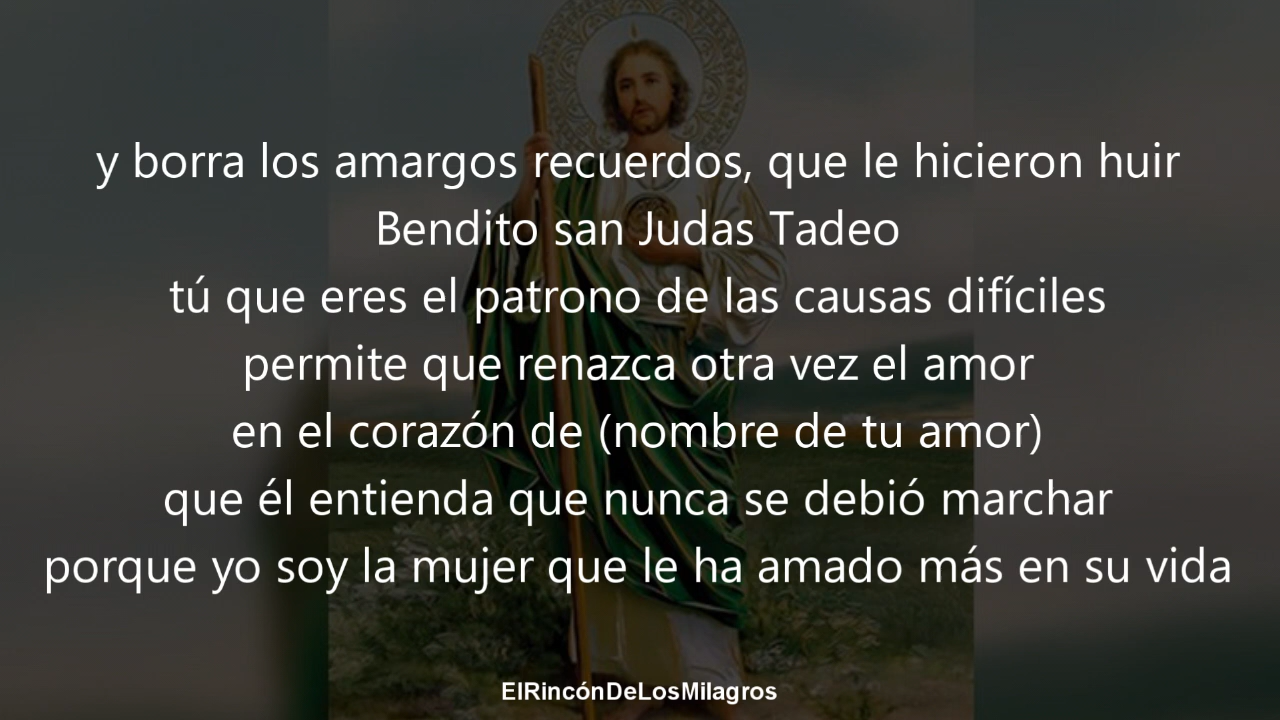 y borra los amargos recuerdos, que le hicieron huir
Bendito san Judas Tadeo
tú que eres el patrono de las causas difíciles
permite que renazca otra vez el amor
en el corazón de (nombre de tu amor)
que él entienda que nunca se debió marchar
porque yo soy la mujer que le ha amado más en su vida
ElRincónDeLosMilagros